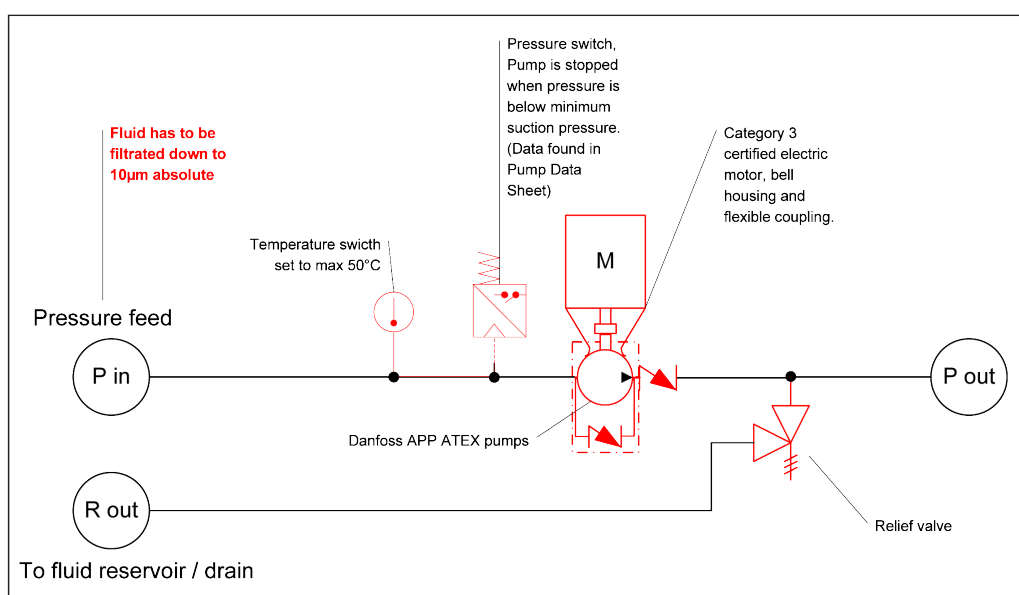 Pressure switch,
Pump is stopped
when pressure is
below minimum
suction pressure.
(Data found in
Pump Data
Sheet)
Fluid has to be
filtrated down to
10µm absolute
Category 3
certified electric
motor, bell
housing and
flexible coupling.
Temperature swicth
set to max 50°C
M
Pressure feed
P in
P out
Danfoss APP ATEX pumps
R out
Relief valve
To fluid reservoir / drain